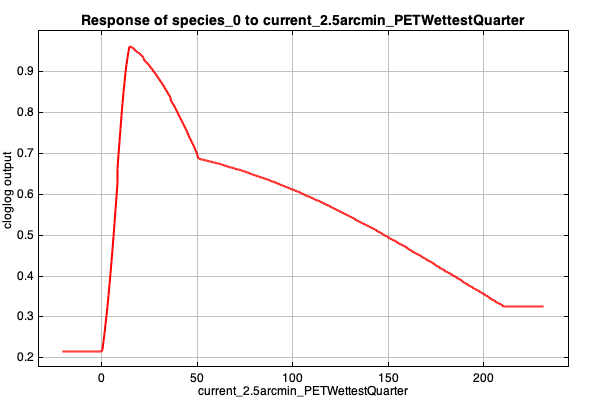 Response of species_0 to current_2.5arcmin_PETWettestQuarter
cloglog output
0.9
0.8
0.7
0.6
0.5
0.4
0.3
0.2
0 50 100 150 200
current_2.5arcmin_PETWettestQuarter